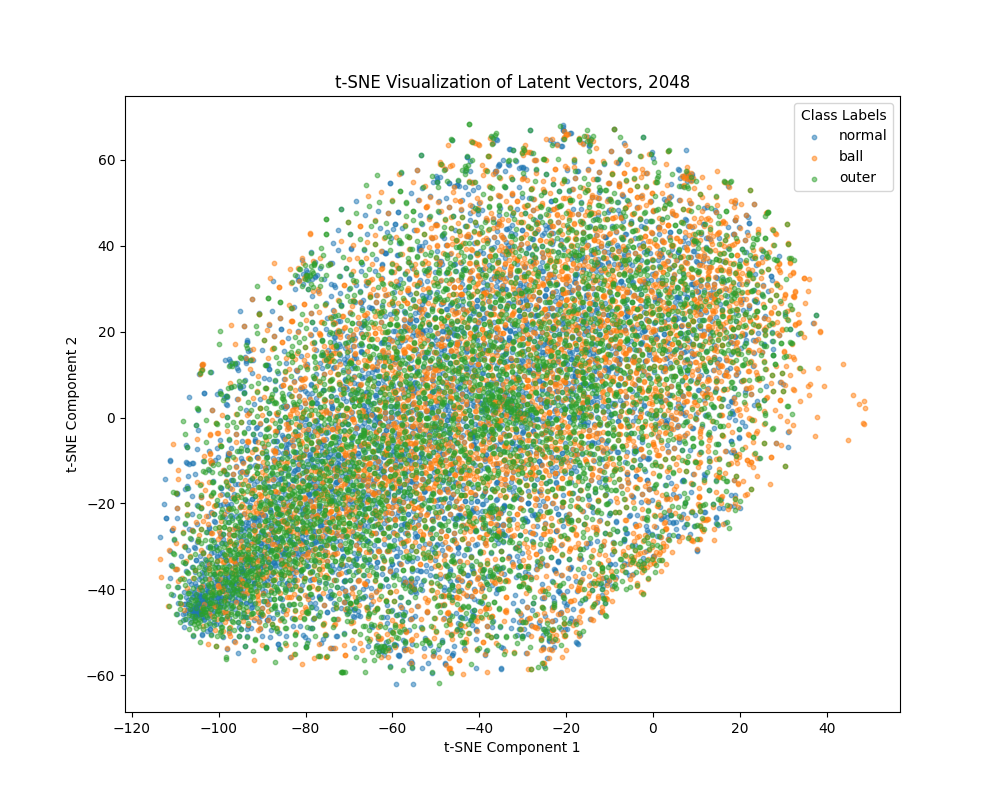 t-SNE Visualization of Latent Vectors, 2048
Class Labels
normal
ball
outer
60
40
20
0
−20
−40
−60
t-SNE Component 2
−120
−100
−80
−60
−40
−20
0
20
40
t-SNE Component 1